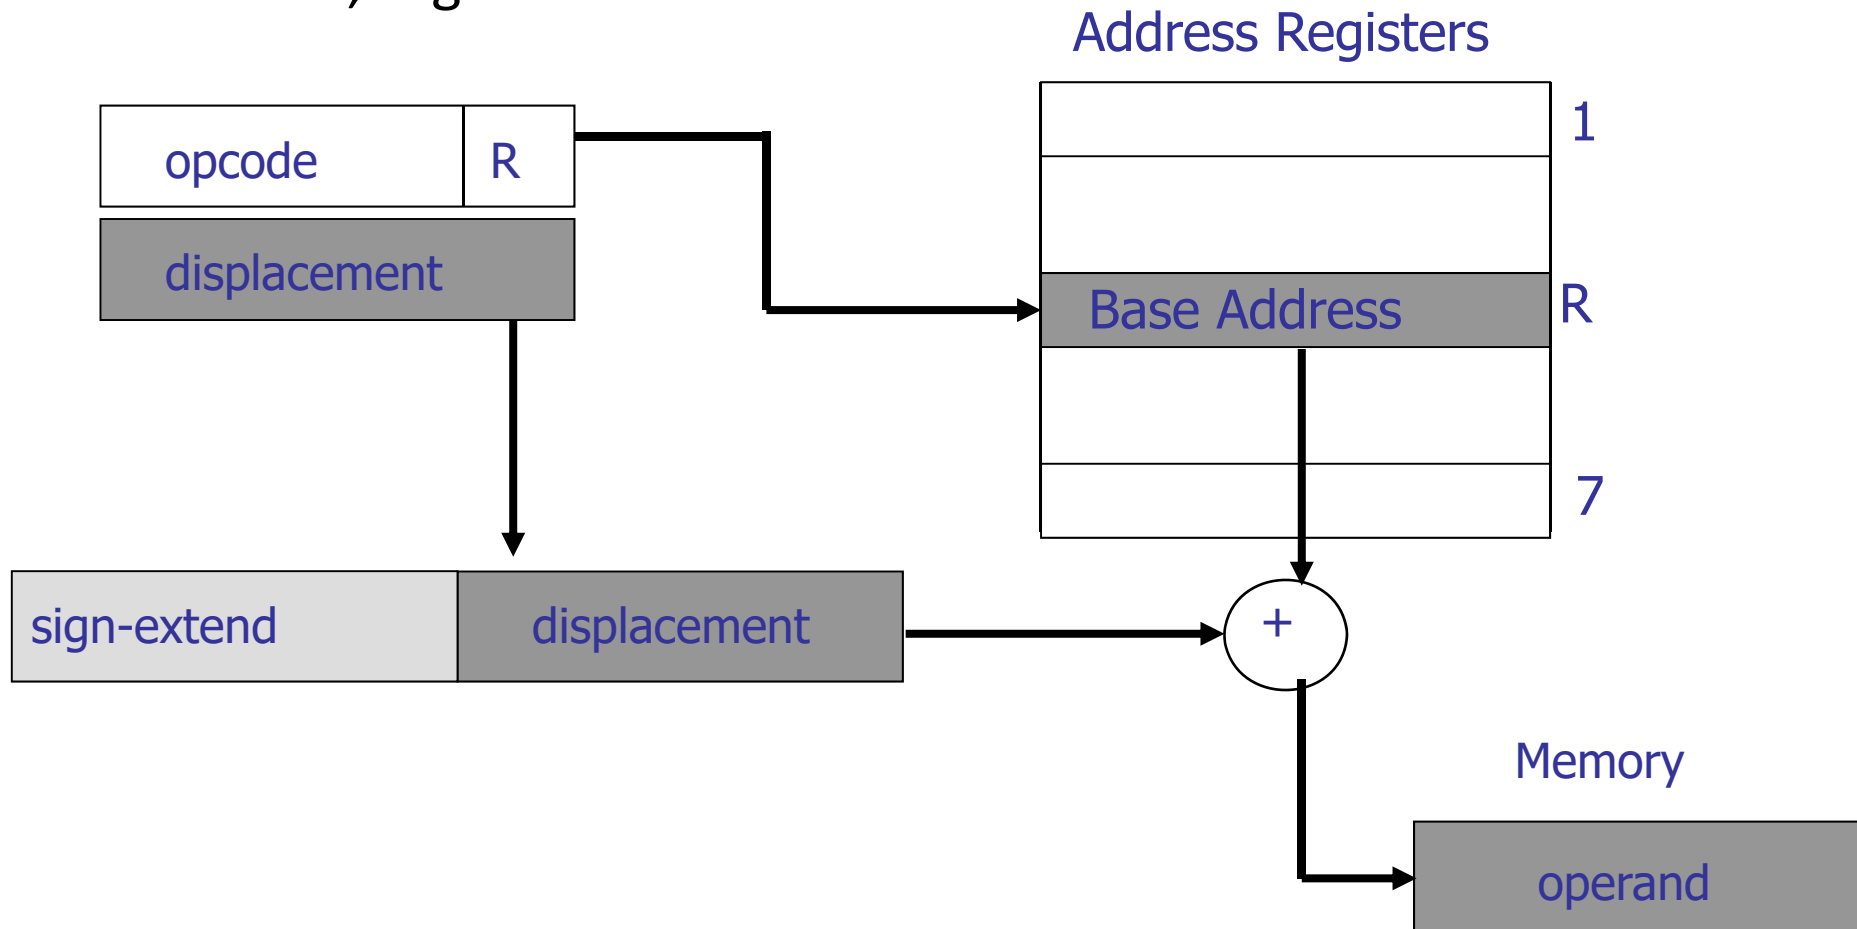 Address Registers
1
opcode R
displacement
Base Address R
7
sign-extend displacement
+
Memory
operand